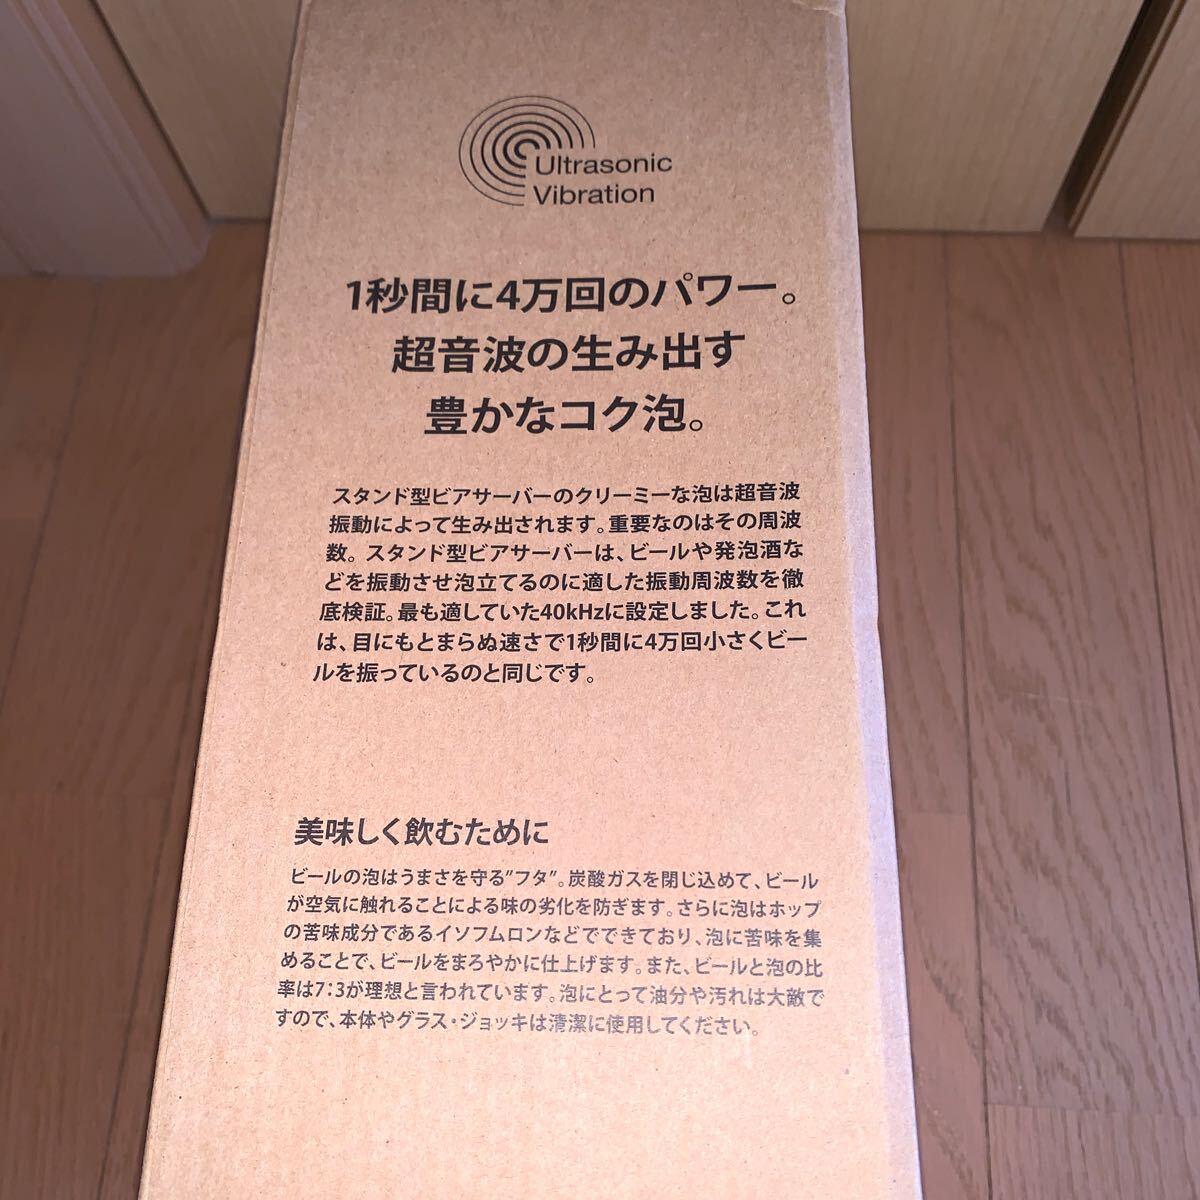 Ultrasonic
Vibration
1秒間に4万回のパワー。
超音波の生み出す
豊かなコク泡。
スタンド型ビアサーバーのクリーミーな泡は超音波
振動によって生み出されます。重要なのはその周波
数。スタンド型ビアサーバーは、ビールや発泡酒な
どを振動させ泡立てるのに適した振動周波数を徹
底検証。最も適していた40kHzに設定しました。これ
は、目にもとまらぬ速さで1秒間に4万回小さくビー
ルを振っているのと同じです。
美味しく飲むために
ビールの泡はうまさを守る"フタ"。炭酸ガスを閉じ込めて、ビール
が空気に触れることによる味の劣化を防ぎます。さらに泡はホップ
の苦味成分であるイソフムロンなどでできており、泡に苦味を集
めることで、ビールをまろやかに仕上げます。また、ビールと泡の比
率は7:3が理想と言われています。泡にとって油分や汚れは大敵で
すので、本体やグラス・ジョッキは清潔に使用してください。